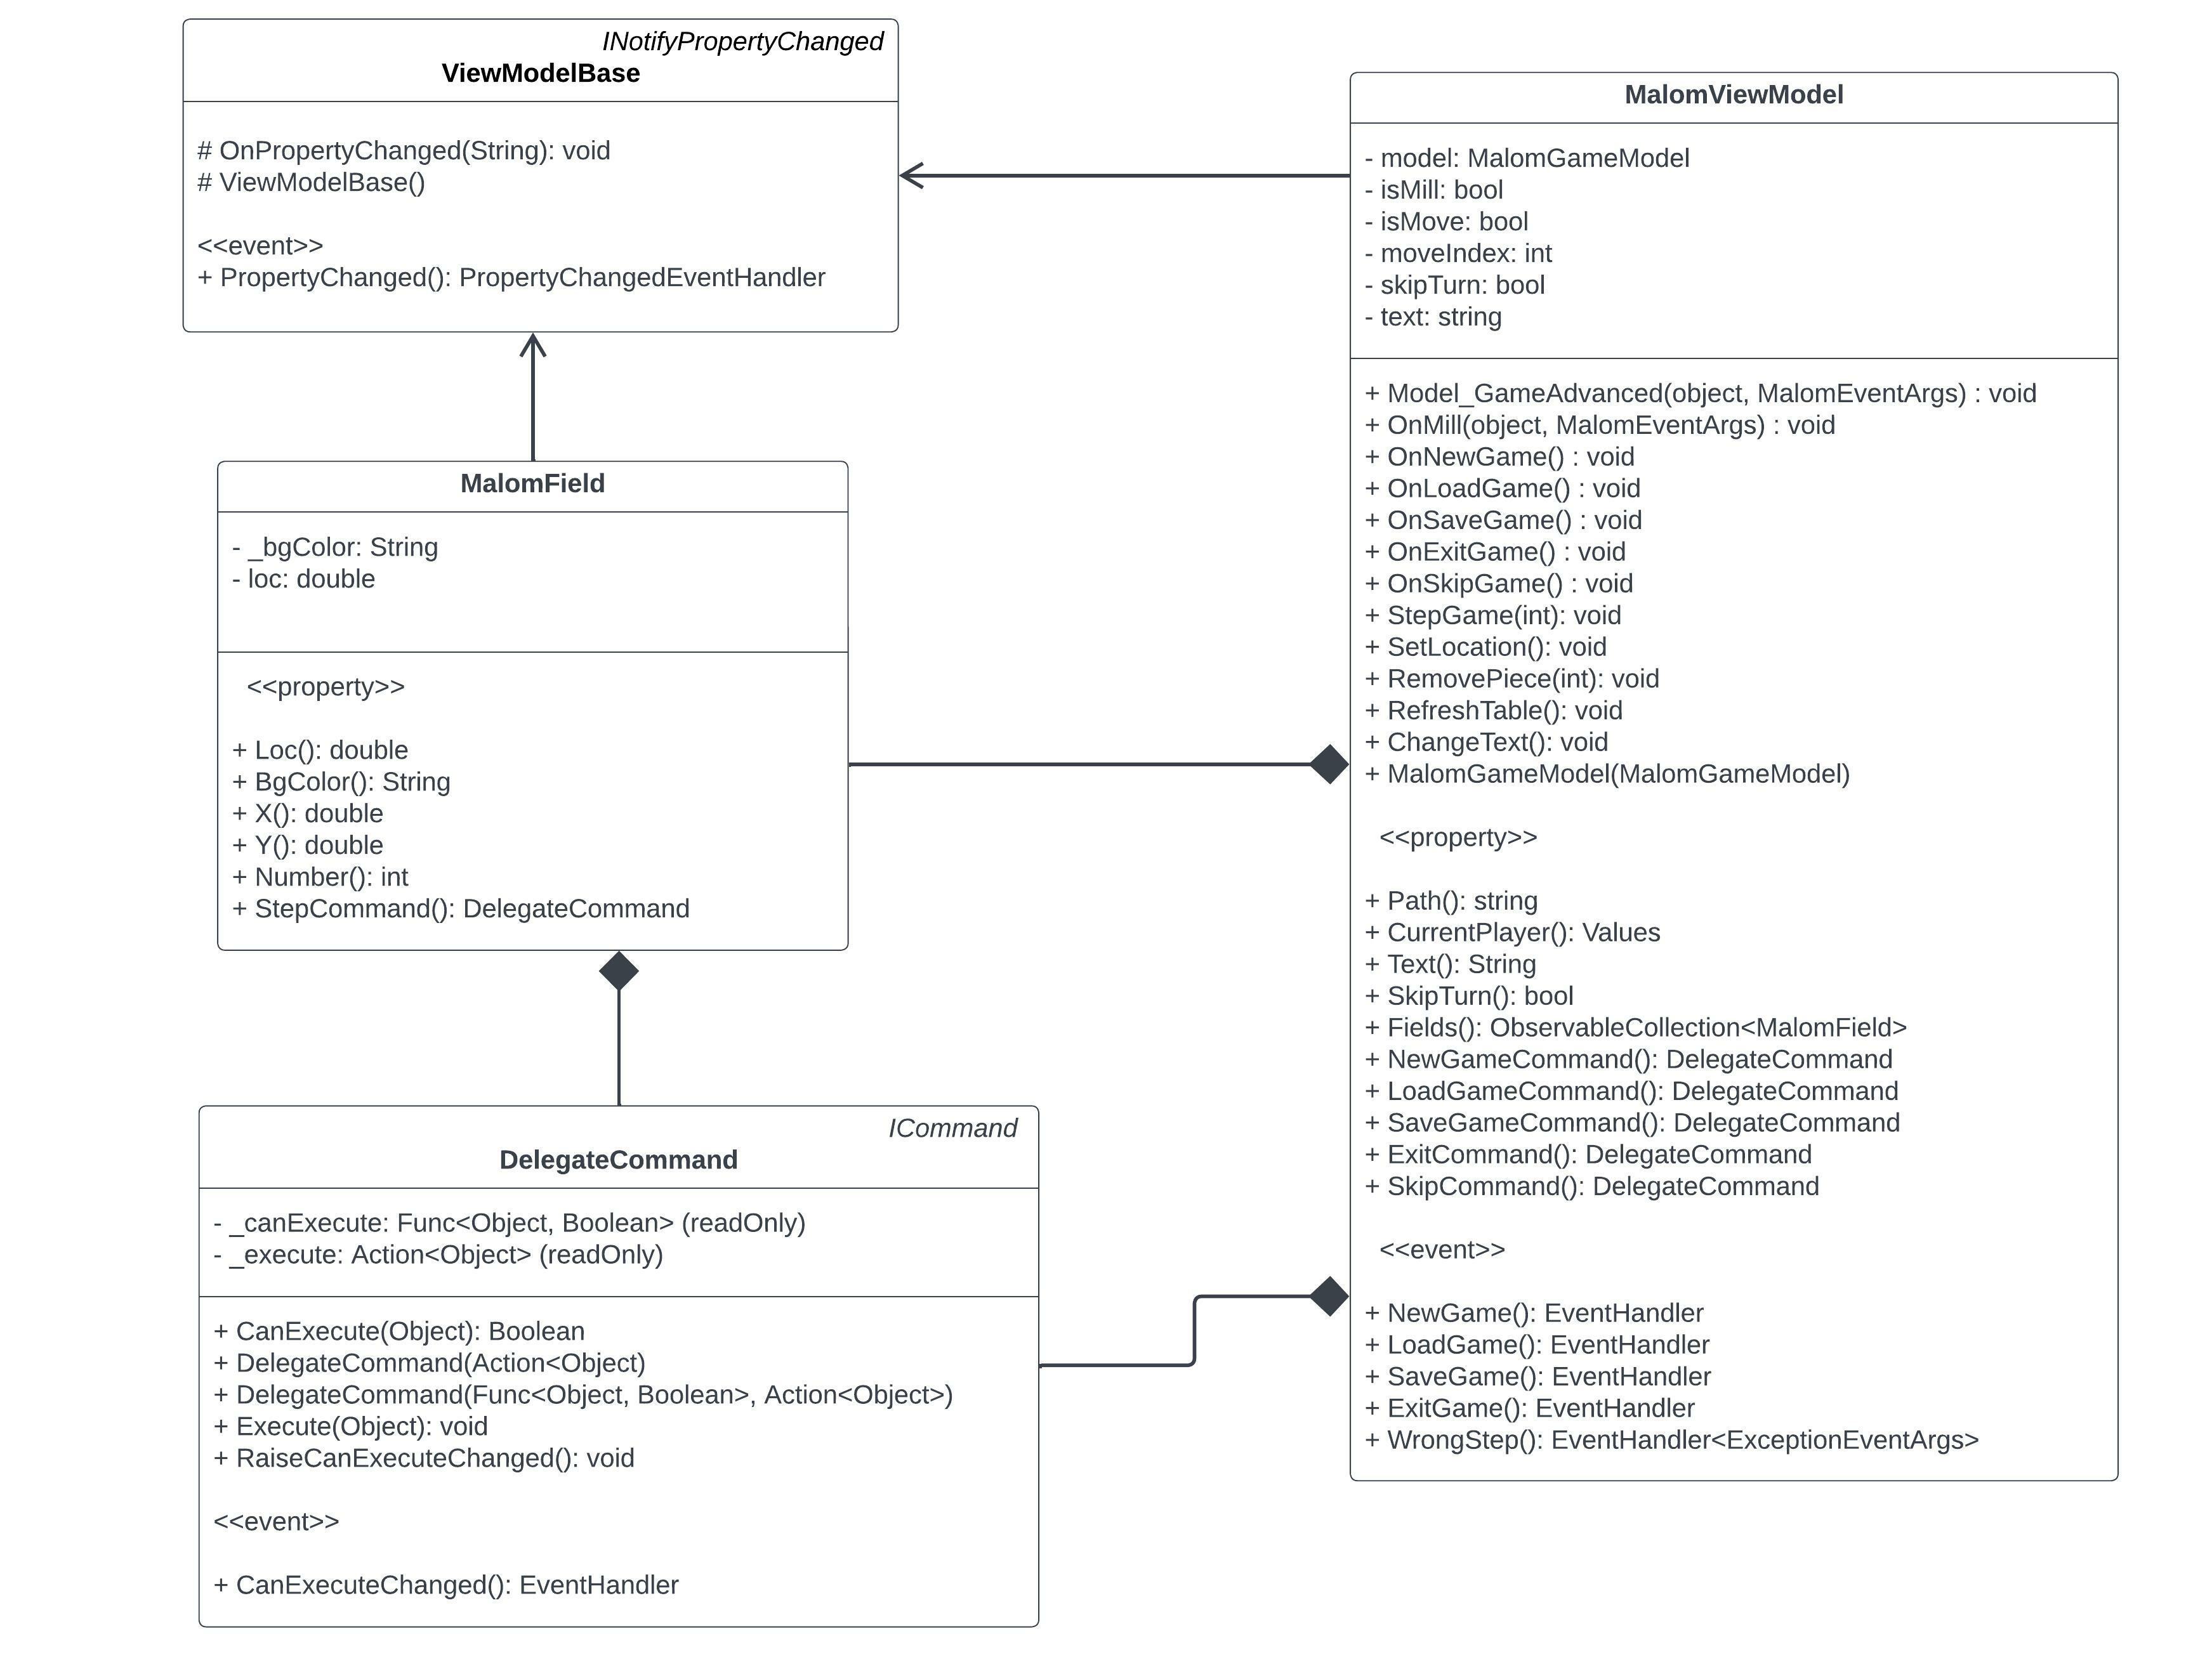 INotifyPropertyChanged
ViewModelBase
# OnPropertyChanged(String): void
# ViewModelBase()
<<event>>
+ PropertyChanged(): PropertyChangedEventHandler
MalomField
- _bgColor: String
- loc: double
<<property>>
+ Loc(): double
+ BgColor(): String
+ X(): double
+ Y(): double
+ Number(): int
+ StepCommand(): DelegateCommand
ICommand
DelegateCommand
- _canExecute: Func<Object, Boolean> (readOnly)
- _execute: Action<Object> (readOnly)
+ CanExecute(Object): Boolean
+ DelegateCommand(Action<Object)
+ DelegateCommand(Func<Object, Boolean>, Action<Object>)
+ Execute(Object): void
+ RaiseCanExecuteChanged(): void
<<event>>
+ CanExecuteChanged(): EventHandler
MalomViewModel
- model: MalomGameModel
- isMill: bool
- isMove: bool
- moveIndex: int
- skipTurn: bool
- text: string
+ Model_GameAdvanced(object, MalomEventArgs) : void
+ OnMill(object, MalomEventArgs) : void
+ OnNewGame() : void
+ OnLoadGame() : void
+ OnSaveGame() : void
+ OnExitGame() : void
+ OnSkipGame() : void
+ StepGame(int): void
+ SetLocation(): void
+ RemovePiece(int): void
+ RefreshTable(): void
+ ChangeText(): void
+ MalomGameModel(MalomGameModel)
<<property>>
+ Path(): string
+ CurrentPlayer(): Values
+ Text(): String
+ SkipTurn(): bool
+ Fields(): ObservableCollection<MalomField>
+ NewGameCommand(): DelegateCommand
+ LoadGameCommand(): DelegateCommand
+ SaveGameCommand(): DelegateCommand
+ ExitCommand(): DelegateCommand
+ SkipCommand(): DelegateCommand
<<event>>
+ NewGame(): EventHandler
+ LoadGame(): EventHandler
+ SaveGame(): EventHandler
+ ExitGame(): EventHandler
+ WrongStep(): EventHandler<ExceptionEventArgs>